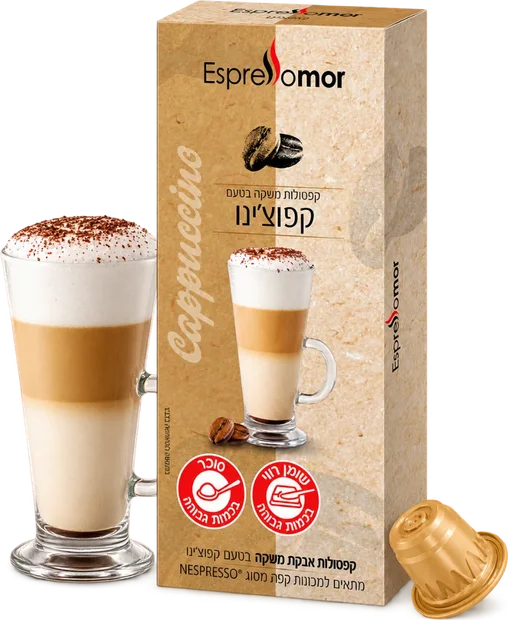 Espressomor
Espressomor
קפסולות משקה בטעם
קפוצ'ינו
Cappuccino
Espressomor
סוכר
בכמות גבוהה
שומן רווי
בכמות גבוהה
קפסולות אבקת משקה בטעם קפוצ'ינו
מתאים למכונות קפה מסוג NESPRESSO®